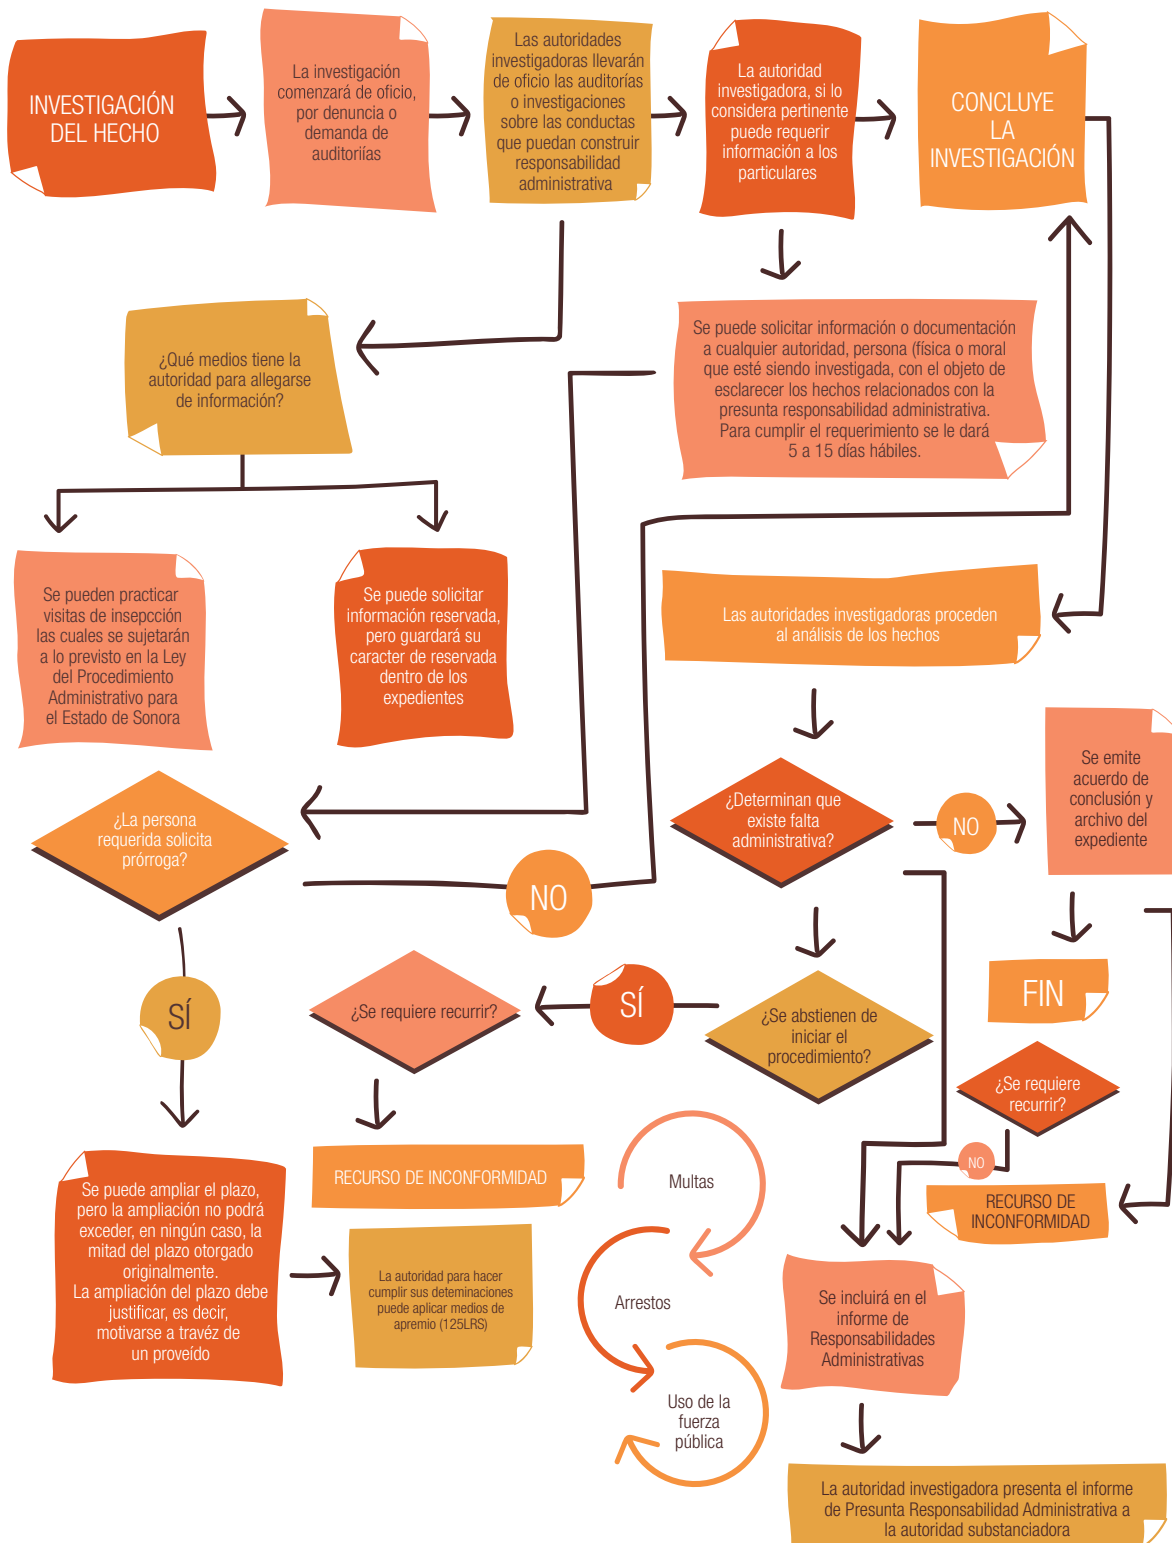 INVESTIGACIÓN
DEL HECHO
La investigación
comenzará de oficio,
por denuncia o
demanda de
auditoriías
Las autoridades
investigadoras llevarán
de oficio las auditorías
o investigaciones
sobre las conductas
que puedan construir
responsabilidad
administrativa
La autoridad
investigadora, si lo
considera pertinente
puede requerir
información a los
particulares
CONCLUYE
LA
INVESTIGACIÓN
¿Qué medios tiene la
autoridad para allegarse
de información?
Se puede solicitar información o documentación
a cualquier autoridad, persona (física o moral
que esté siendo investigada, con el objeto de
esclarecer los hechos relacionados con la
presunta responsabilidad administrativa.
Para cumplir el requerimiento se le dará
5 a 15 días hábiles.
Se pueden practicar
visitas de insepcción
las cuales se sujetarán
a lo previsto en la Ley
del Procedimiento
Administrativo para
el Estado de Sonora
Se puede solicitar
información reservada,
pero guardará su
caracter de reservada
dentro de los
expedientes
Las autoridades investigadoras proceden
al análisis de los hechos
¿La persona
requerida solicita
prórroga?
NO
¿Determinan que
existe falta
administrativa?
NO
Se emite
acuerdo de
conclusión y
archivo del
expediente
SÍ
¿Se requiere recurrir?
SÍ
¿Se abstienen de
iniciar el
procedimiento?
FIN
¿Se requiere
recurrir?
NO
RECURSO DE
INCONFORMIDAD
Se puede ampliar el plazo,
pero la ampliación no podrá
exceder, en ningún caso, la
mitad del plazo otorgado
originalmente.
La ampliación del plazo debe
justificar, es decir,
motivarse a travéz de
un proveído
RECURSO DE INCONFORMIDAD
La autoridad para hacer
cumplir sus deteminaciones
puede aplicar medios de
apremio (125LRS)
Multas
Arrestos
Uso de la
fuerza
pública
Se incluirá en el
informe de
Responsabilidades
Administrativas
La autoridad investigadora presenta el informe
de Presunta Responsabilidad Administrativa a
la autoridad substanciadora